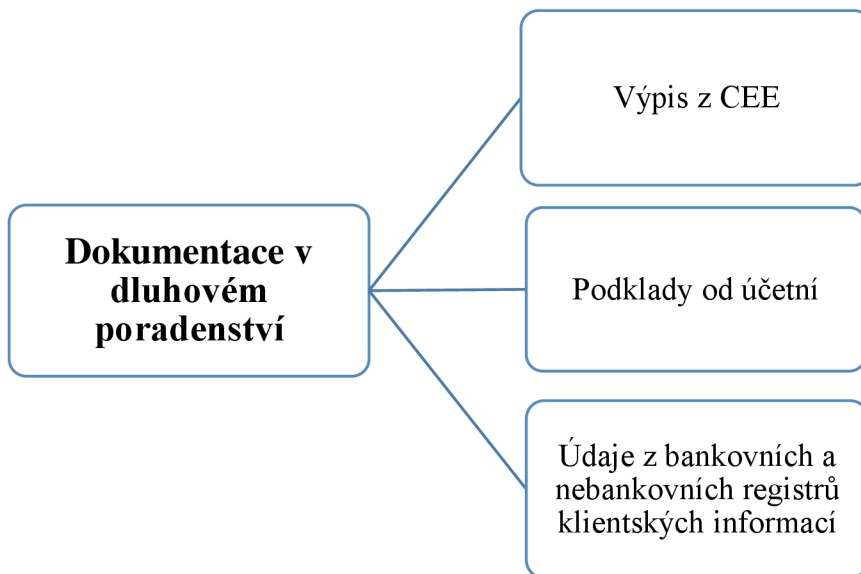 Dokumentace v
dluhovém
poradenství
Výpis z CEE
Podklady od účetní
Údaje z bankovních a
nebankovních registrů
klientských informací